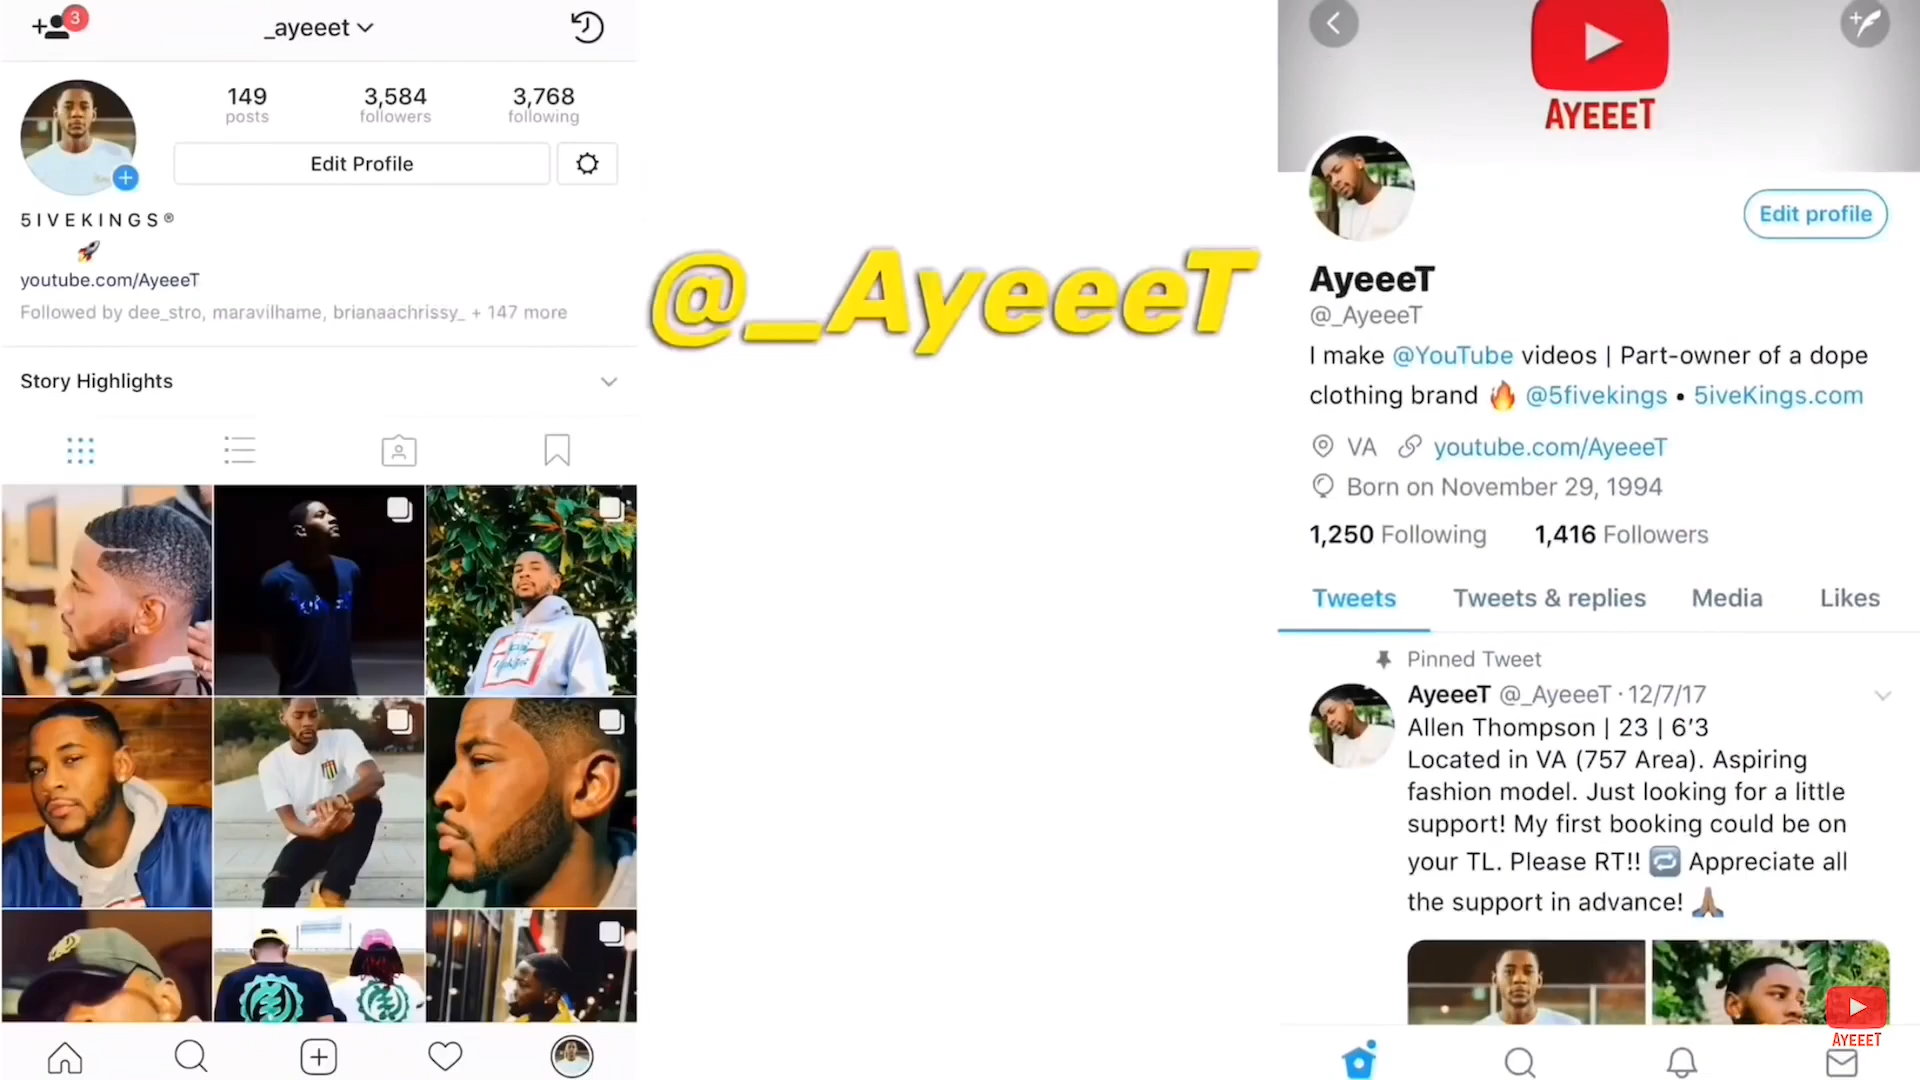 3
_ayeeet
149
posts
3,584
followers
3,768
following
Edit Profile
5IVEKINGS®
🚀
youtube.com/AyeeeT
Followed by dee_stro, maravilhame, brianaachrissy_ + 147 more
Story Highlights
@_AyeeeT
AYEEET
Edit profile
AyeeeT
@_AyeeeT
I make @YouTube videos | Part-owner of a dope
clothing brand 🔥 @5fivekings • 5iveKings.com
VA youtube.com/AyeeeT
Born on November 29, 1994
1,250 Following 1,416 Followers
Tweets Tweets & replies Media Likes
Pinned Tweet
AyeeeT @_AyeeeT · 12/7/17
Allen Thompson | 23 | 6’3
Located in VA (757 Area). Aspiring
fashion model. Just looking for a little
support! My first booking could be on
your TL. Please RT!! 🔁 Appreciate all
the support in advance! 🙏🏽
AYEEET